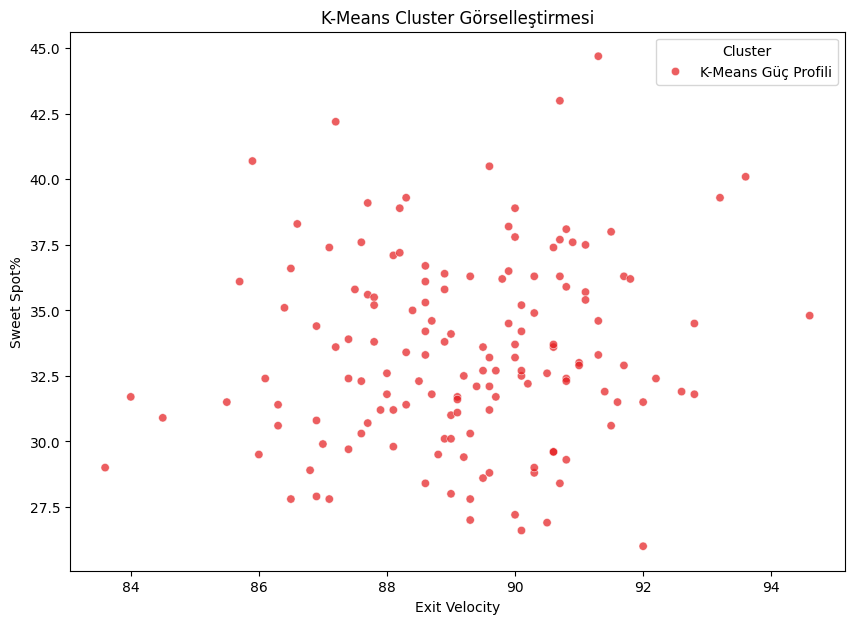 K-Means Cluster Görselleştirmesi
Cluster
K-Means Güç Profili
45.0
42.5
40.0
37.5
35.0
32.5
30.0
27.5
Sweet Spot%
84 86 88 90 92 94
Exit Velocity